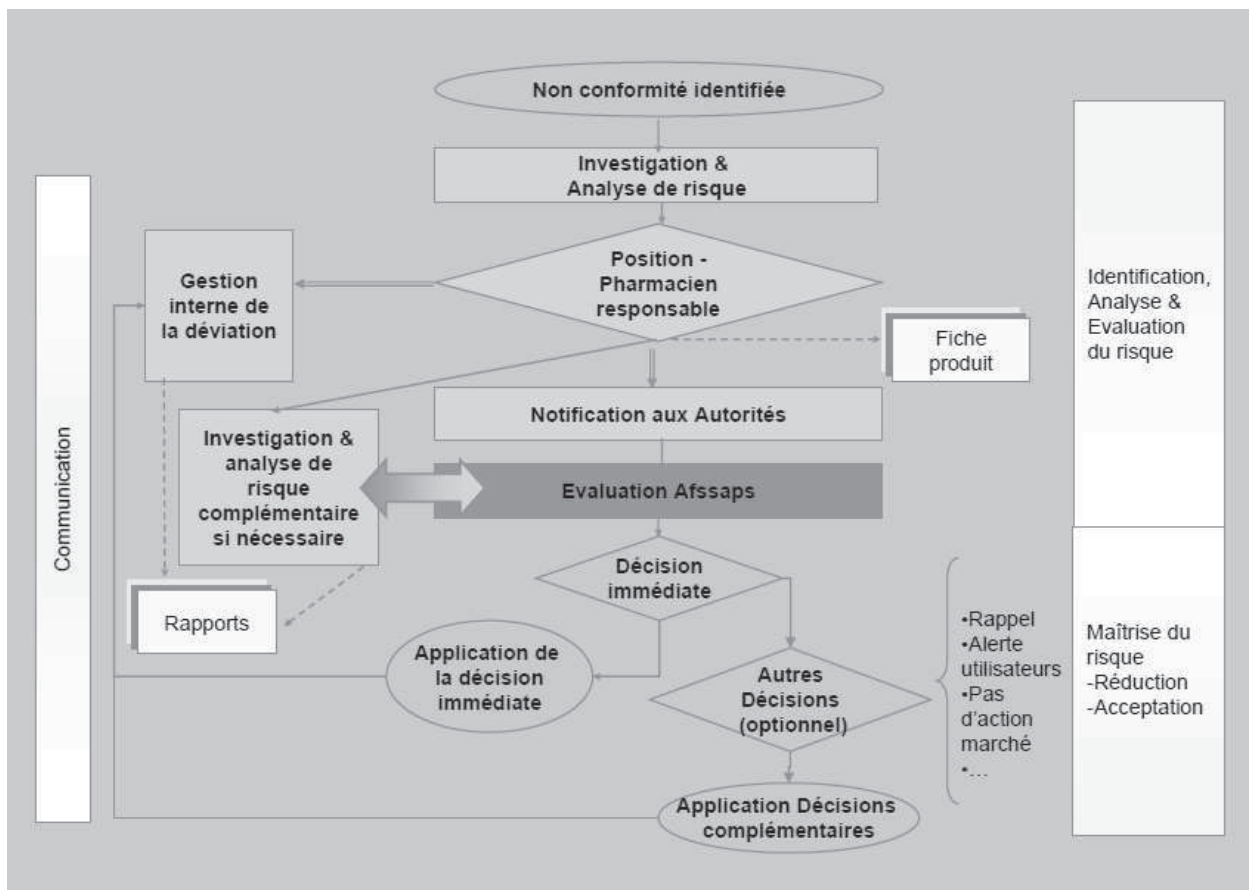 Non conformité identifiée
Investigation &
Analyse de risque
Position -
Pharmacien
responsable
Gestion
interne de
la déviation
Fiche
produit
Notification aux Autorités
Investigation &
analyse de
risque
complémentaire
si nécessaire
Evaluation Afssaps
Décision
immédiate
Rapports
Application de
la décision
immédiate
Autres
Décisions
(optionnel)
•Rappel
•Alerte
utilisateurs
•Pas
d’action
marché
•…
Application Décisions
complémentaires
Communication
Identification,
Analyse &
Evaluation
du risque
Maîtrise du
risque
-Réduction
-Acceptation